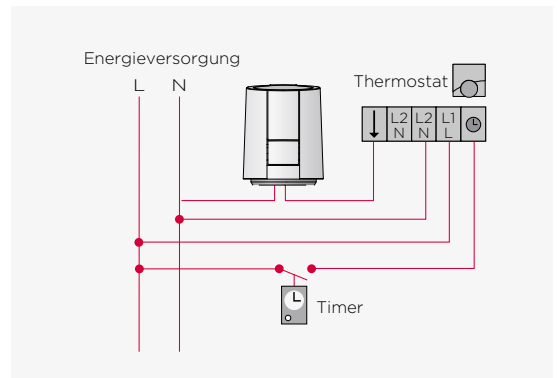 Energieversorgung
L N
Thermostat
L2 L2 L1
N N L
Timer